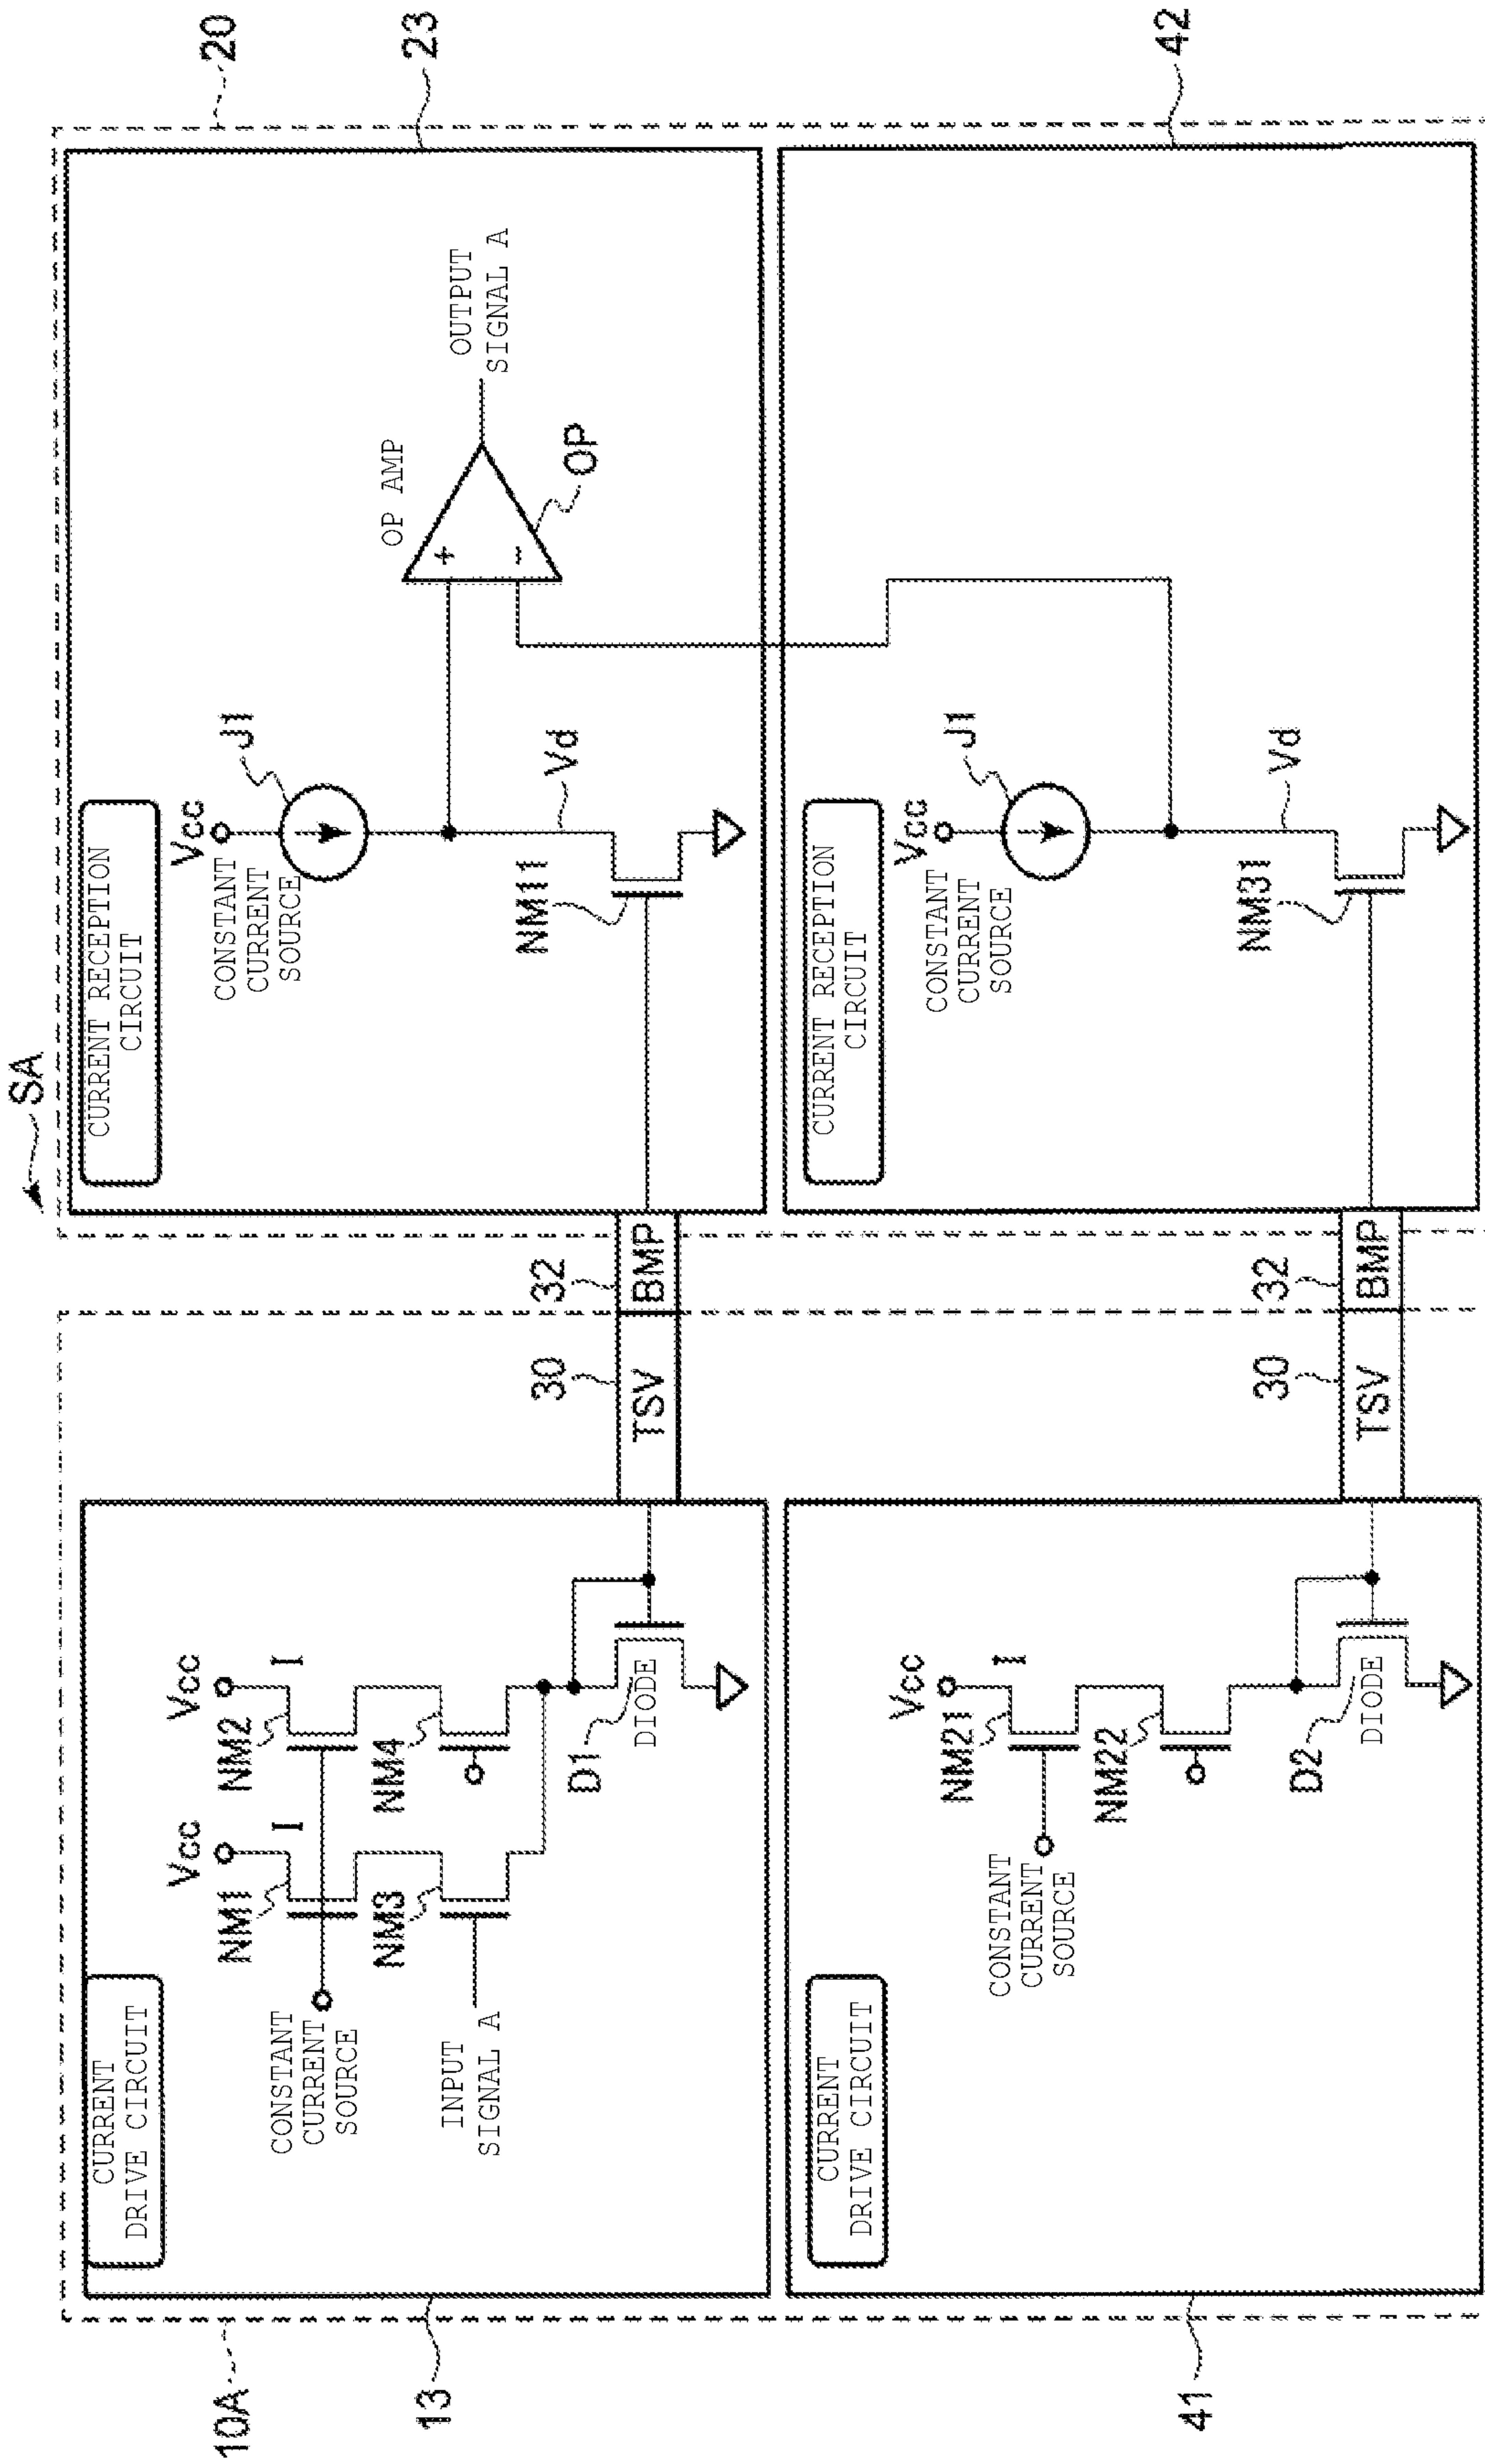 SA
10A
20
13
CURRENT
DRIVE CIRCUIT
Vcc
Vcc
NM1
I
NM2
I
CONSTANT
CURRENT
SOURCE
NM3
NM4
INPUT
SIGNAL A
D1
DIODE
30
TSV
32
BMP
23
CURRENT RECEPTION
CIRCUIT
Vcc
J1
CONSTANT
CURRENT
SOURCE
NM11
Vd
OP AMP
+
−
OP
OUTPUT
SIGNAL A
41
CURRENT
DRIVE CIRCUIT
Vcc
NM21
I
CONSTANT
CURRENT
SOURCE
NM22
D2
DIODE
30
TSV
32
BMP
42
CURRENT RECEPTION
CIRCUIT
Vcc
J1
CONSTANT
CURRENT
SOURCE
NM31
Vd